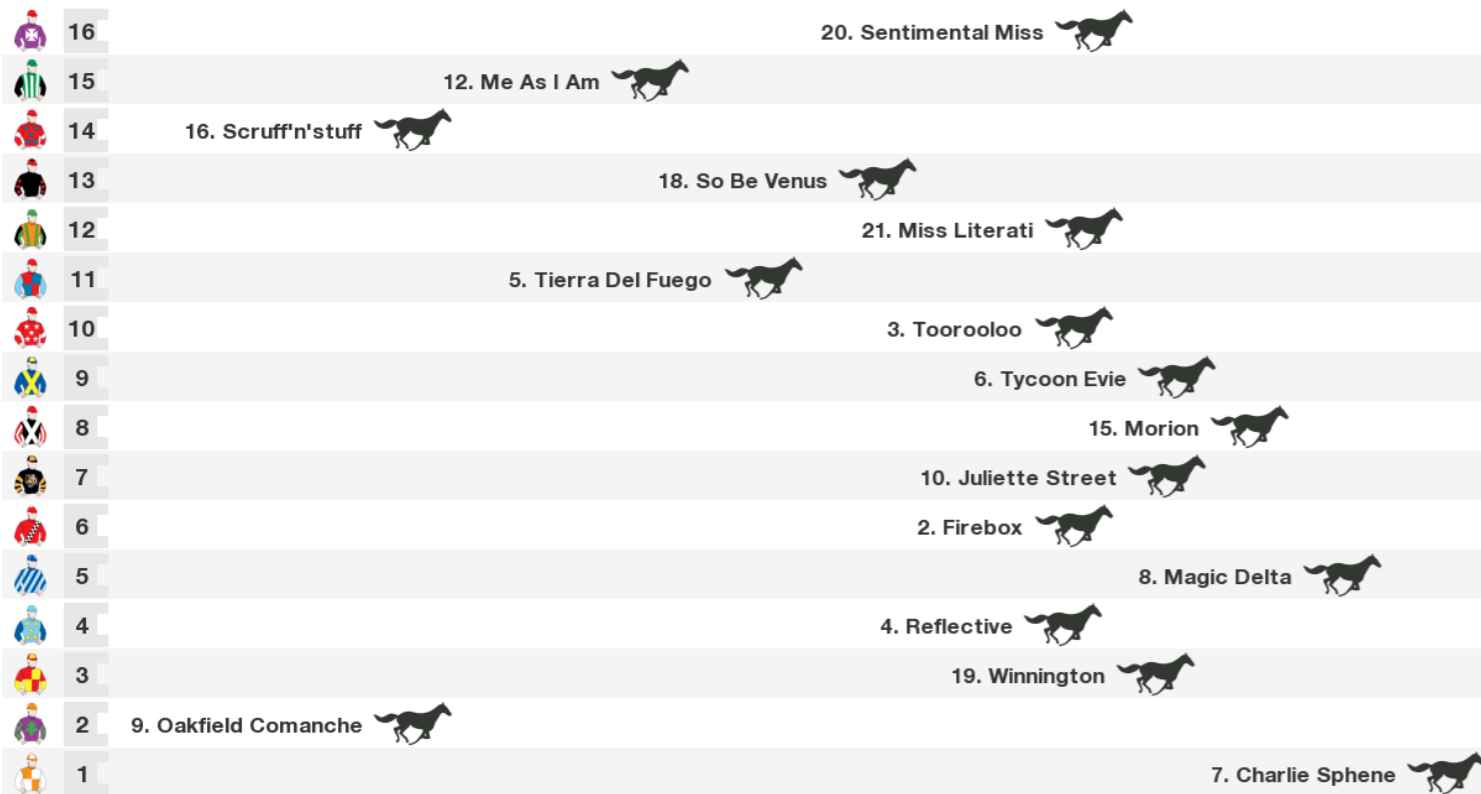 16 20. Sentimental Miss
15 12. Me As I Am
14 16. Scruff'n'stuff
13 18. So Be Venus
12 21. Miss Literati
11 5. Tierra Del Fuego
10 3. Toorooloo
9 6. Tycoon Evie
8 15. Morion
7 10. Juliette Street
6 2. Firebox
5 8. Magic Delta
4 4. Reflective
3 19. Winnington
2 9. Oakfield Comanche
1 7. Charlie Sphene